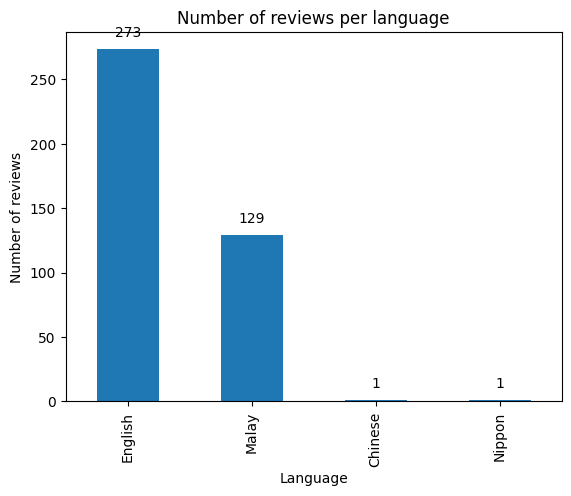 Number of reviews per language
273
129
1
1
250
200
150
100
50
0
Number of reviews
English
Malay
Chinese
Nippon
Language